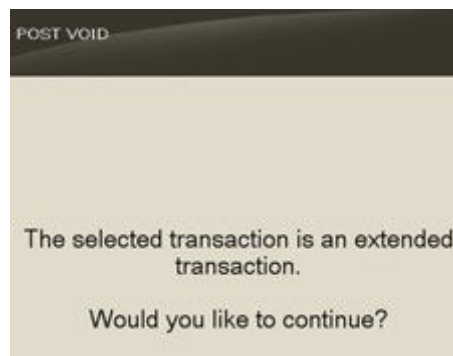 POST VOID
The selected transaction is an extended
transaction.
Would you like to continue?